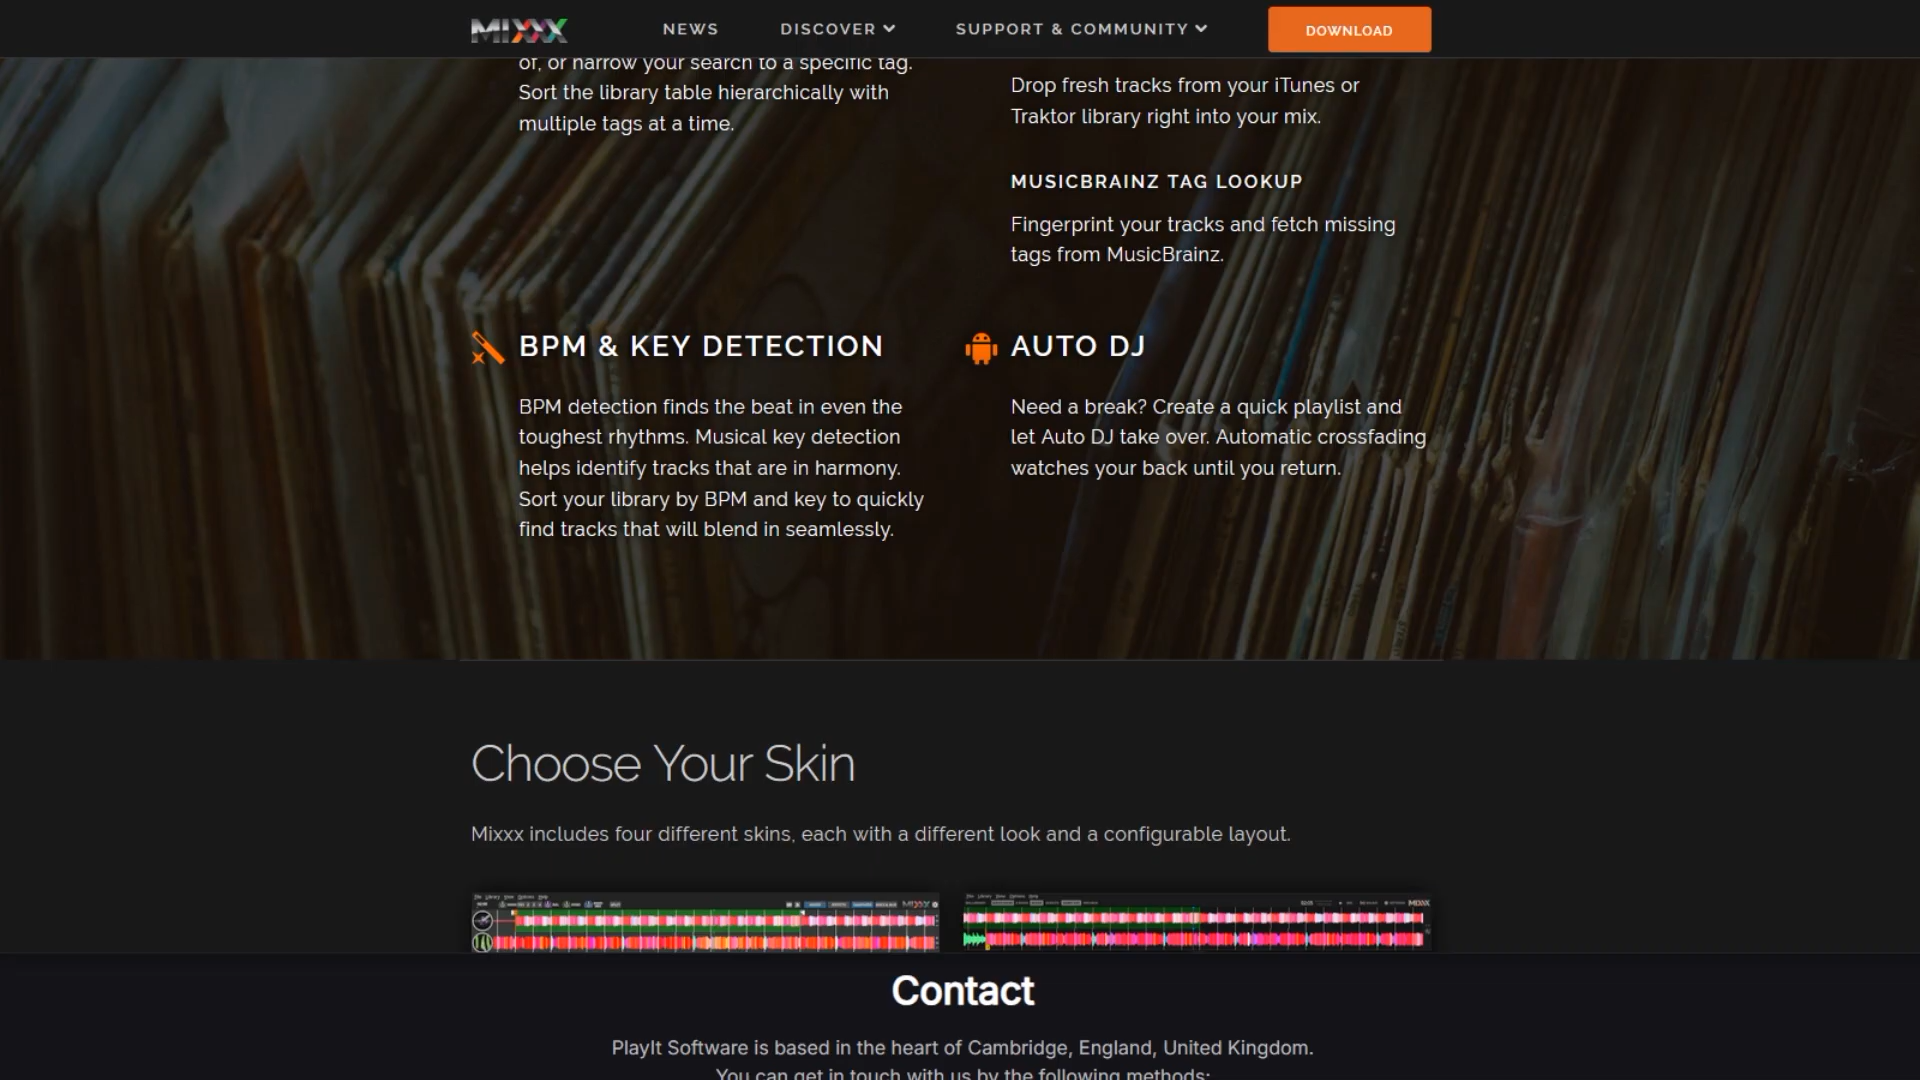 MIXXX
NEWS
DISCOVER
SUPPORT & COMMUNITY
DOWNLOAD
of, or narrow your search to a specific tag.
Sort the library table hierarchically with
multiple tags at a time.
Drop fresh tracks from your iTunes or
Traktor library right into your mix.
MUSICBRAINZ TAG LOOKUP
Fingerprint your tracks and fetch missing
tags from MusicBrainz.
BPM & KEY DETECTION
BPM detection finds the beat in even the
toughest rhythms. Musical key detection
helps identify tracks that are in harmony.
Sort your library by BPM and key to quickly
find tracks that will blend in seamlessly.
AUTO DJ
Need a break? Create a quick playlist and
let Auto DJ take over. Automatic crossfading
watches your back until you return.
Choose Your Skin
Mixxx includes four different skins, each with a different look and a configurable layout.
MIXXX
MIXXX
Contact
PlayIt Software is based in the heart of Cambridge, England, United Kingdom.
You can get in touch with us by the following methods: